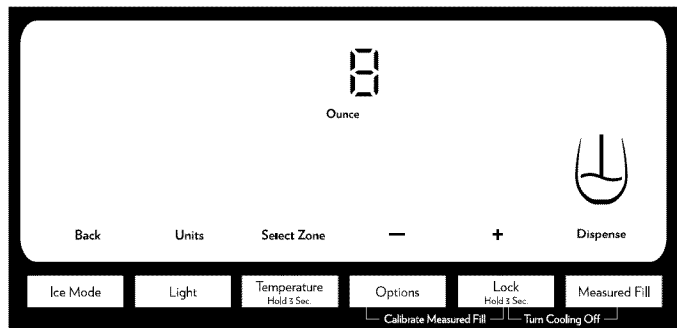 8
Ounce
Back Units Select Zone — + Dispense
Ice Mode Light Temperature Options Lock Measured Fill
Hold 3 Sec. Hold 3 Sec.
Calibrate Measured Fill Turn Cooling Off